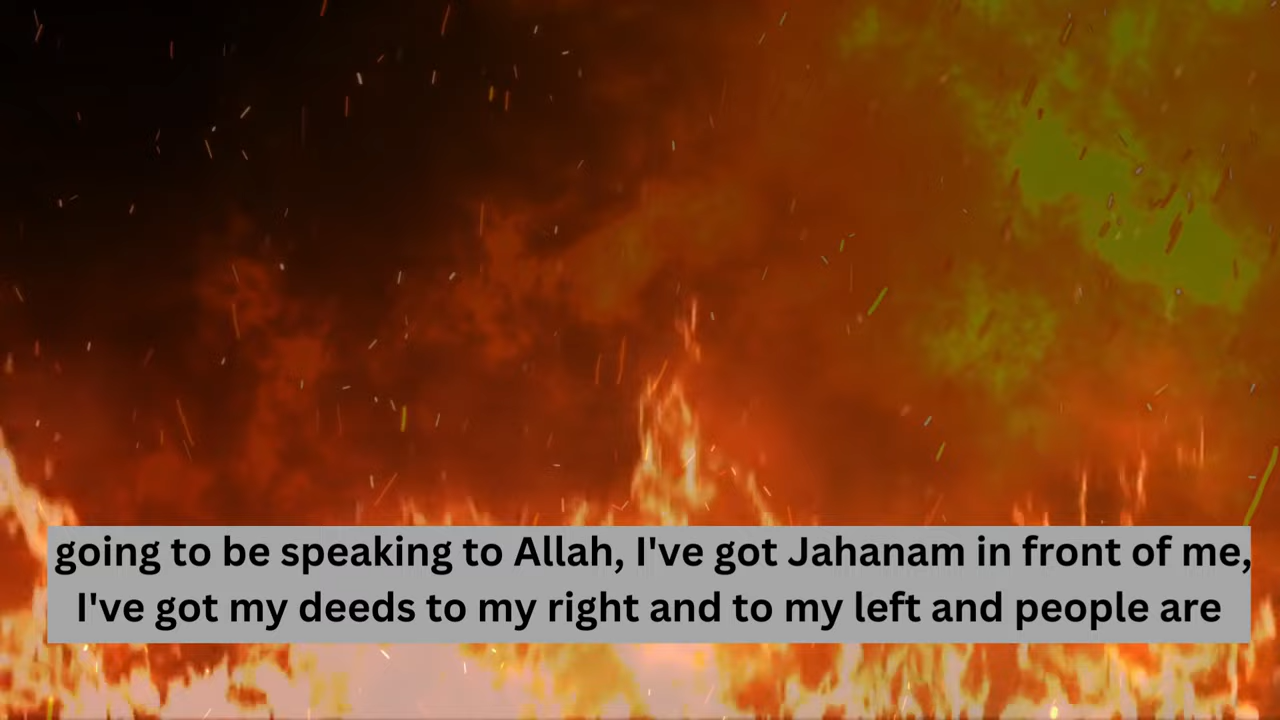 going to be speaking to Allah, I've got Jahanam in front of me,
I've got my deeds to my right and to my left and people are